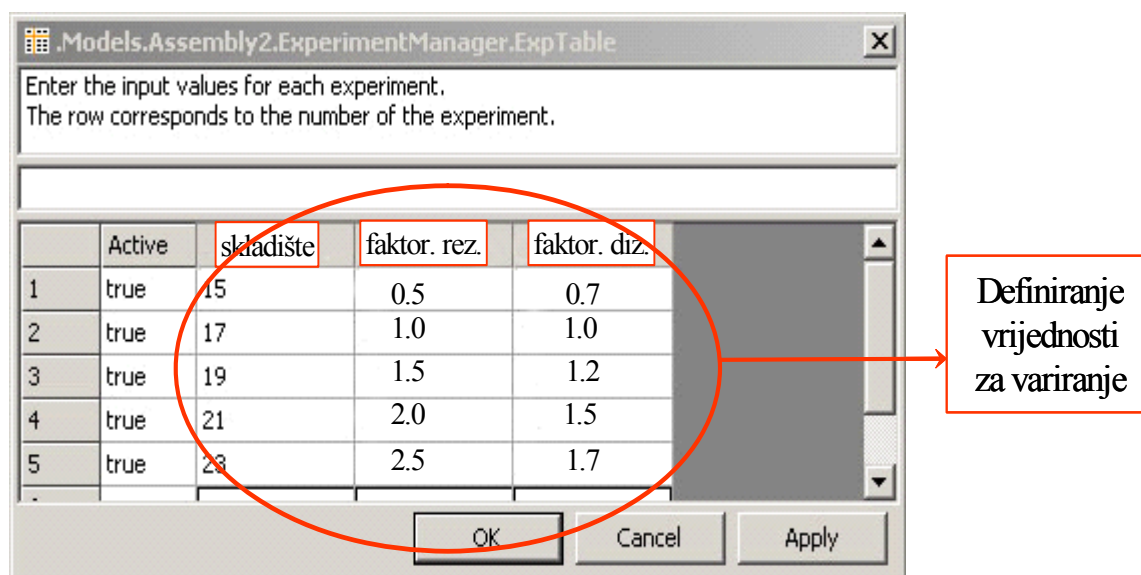 .Models.Assembly2.ExperimentManager.ExpTable
Enter the input values for each experiment.
The row corresponds to the number of the experiment.
Active skladište faktor. rez. faktor. diz.
1 true 15 0.5 0.7
2 true 17 1.0 1.0
3 true 19 1.5 1.2
4 true 21 2.0 1.5
5 true 23 2.5 1.7
OK Cancel Apply
Definiranje
vrijednosti
za variranje